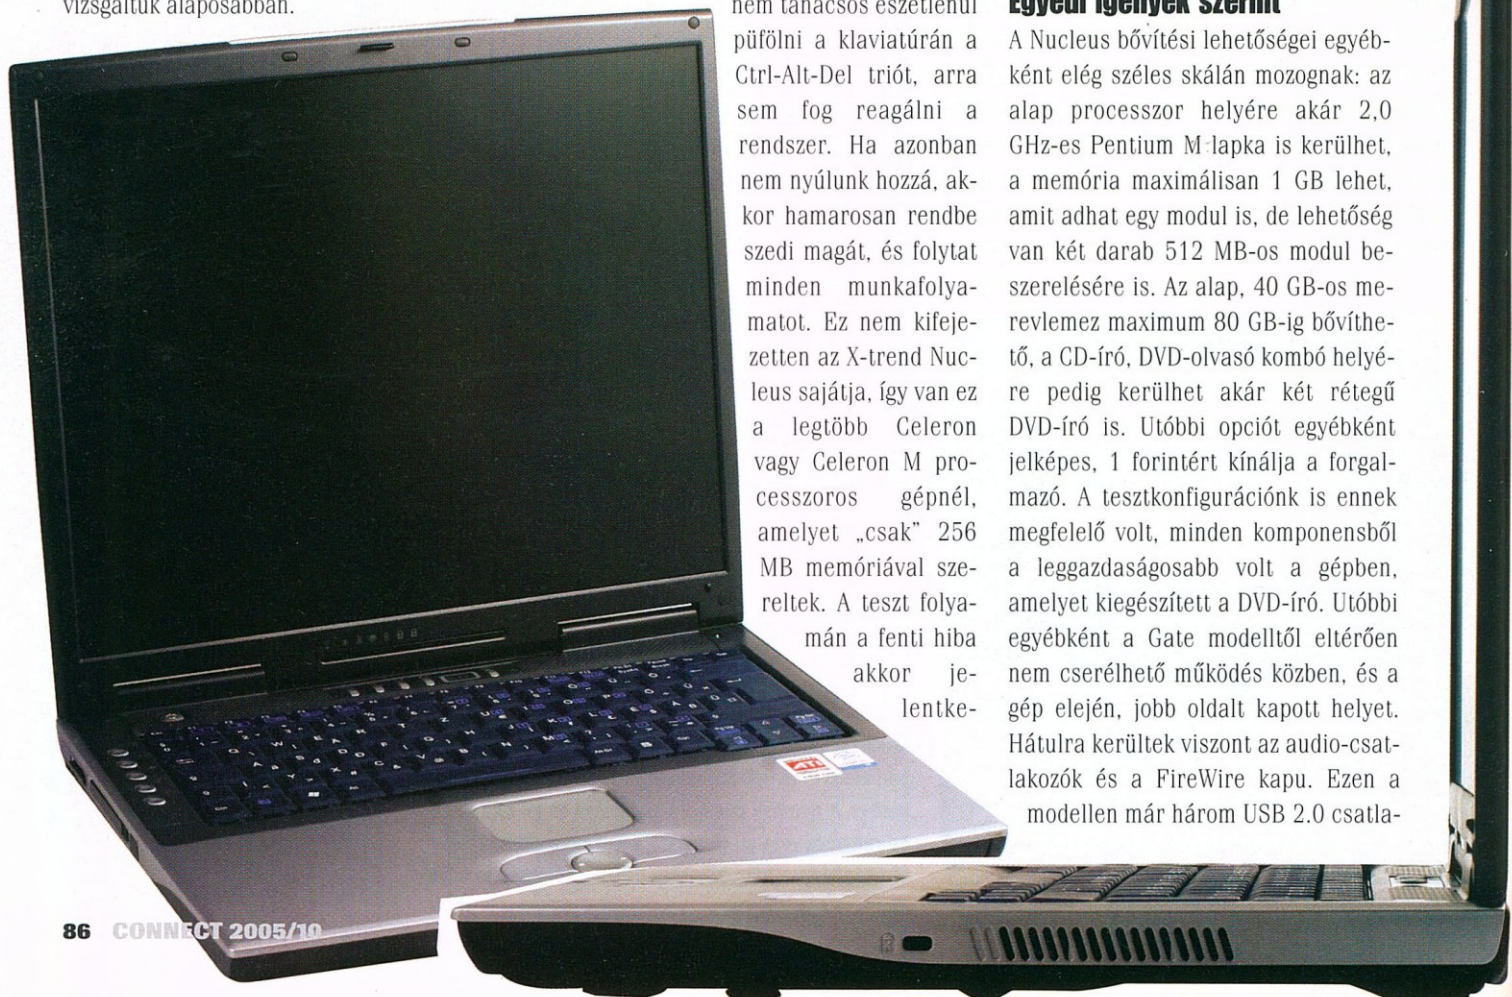 vizsgáltuk alaposabban.
nem tanácsos eszetlenül
püfölni a klaviatúrán a
Ctrl-Alt-Del triót, arra
sem fog reagálni a
rendszer. Ha azonban
nem nyúlunk hozzá, ak-
kor hamarosan rendbe
szedi magát, és folytat
minden munkafolya-
matot. Ez nem kifeje-
zetten az X-trend Nuc-
leus sajátja, így van ez
a legtöbb Celeron
vagy Celeron M pro-
cesszoros gépnél,
amelyet „csak” 256
MB memóriával sze-
reltek. A teszt folya-
mán a fenti hiba
akkor je-
lentke-
Egyedi igények szerint
A Nucleus bővítési lehetőségei egyéb-
ként elég széles skálán mozognak: az
alap processzor helyére akár 2,0
GHz-es Pentium M lapka is kerülhet,
a memória maximálisan 1 GB lehet,
amit adhat egy modul is, de lehetőség
van két darab 512 MB-os modul be-
szerelésére is. Az alap, 40 GB-os me-
revlemez maximum 80 GB-ig bővíthe-
tő, a CD-író, DVD-olvasó kombó helyé-
re pedig kerülhet akár két rétegű
DVD-író is. Utóbbi opciót egyébként
jelképes, 1 forintért kínálja a forgal-
mazó. A tesztkonfigurációnk is ennek
megfelelő volt, minden komponensből
a leggazdaságosabb volt a gépben,
amelyet kiegészített a DVD-író. Utóbbi
egyébként a Gate modelltől eltérően
nem cserélhető működés közben, és a
gép elején, jobb oldalt kapott helyet.
Hátulra kerültek viszont az audio-csat-
lakozók és a FireWire kapu. Ezen a
modellen már három USB 2.0 csatla-
ATI
86 CONNECT 2005/10